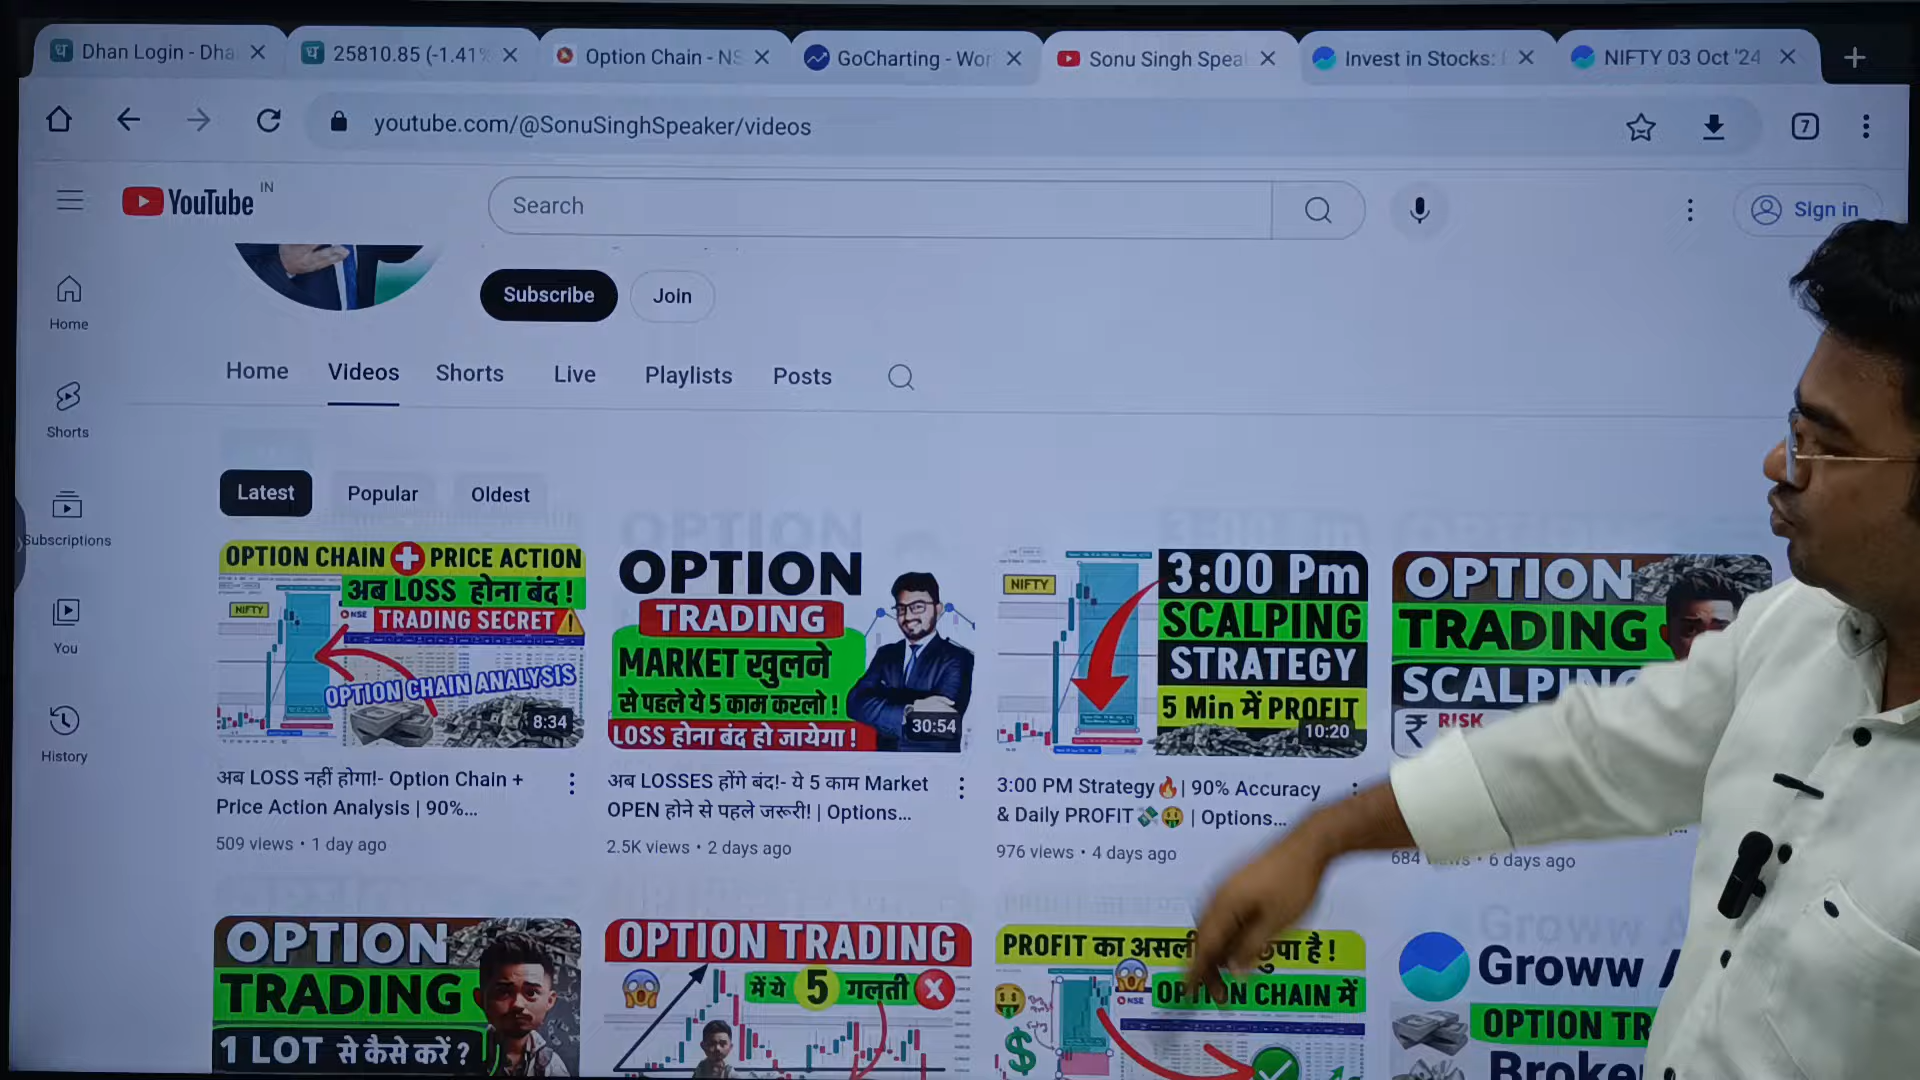 Dhan Login - Dha
25810.85 (-1.41%
Option Chain - NS
GoCharting - Wor
Sonu Singh Spea
Invest in Stocks:
NIFTY 03 Oct '24
youtube.com/@SonuSinghSpeaker/videos
7
YouTube IN
Search
Sign in
Subscribe
Join
Home
Shorts
Subscriptions
You
History
Home Videos Shorts Live Playlists Posts
Latest Popular Oldest
OPTION CHAIN + PRICE ACTION
अब LOSS होना बंद !
NIFTY
NSE
TRADING SECRET
OPTION CHAIN ANALYSIS
8:34
अब LOSS नहीं होगा!- Option Chain +
Price Action Analysis | 90%...
509 views • 1 day ago
OPTION
TRADING
MARKET खुलने
से पहले ये 5 काम करलो !
LOSS होना बंद हो जायेगा !
30:54
अब LOSSES होंगे बंद!- ये 5 काम Market
OPEN होने से पहले जरूरी! | Options...
2.5K views • 2 days ago
NIFTY
3:00 Pm
SCALPING
STRATEGY
5 Min में PROFIT
10:20
3:00 PM Strategy🔥| 90% Accuracy
& Daily PROFIT💸🤑 | Options...
976 views • 4 days ago
OPTION
TRADING
₹ RISK
684 • 6 days ago
OPTION
TRADING
1 LOT से कैसे करें ?
OPTION TRADING
में ये 5 गलती
PROFIT का
NSE
OPTION CHAIN में
Groww
OPTION